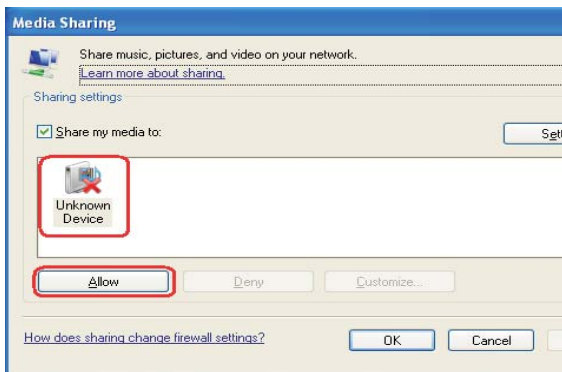 Media Sharing
Share music, pictures, and video on your network.
Learn more about sharing.
Sharing settings
Share my media to:
Sett
Unknown
Device
Allow
Deny
Customize...
How does sharing change firewall settings?
OK
Cancel